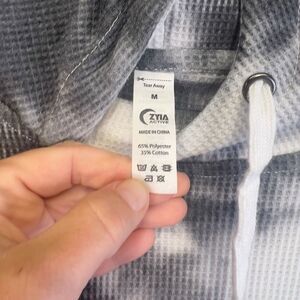 Tear Away
M
ZYIA
ACTIVE
MADE IN CHINA
65% Polyester
35% Cotton